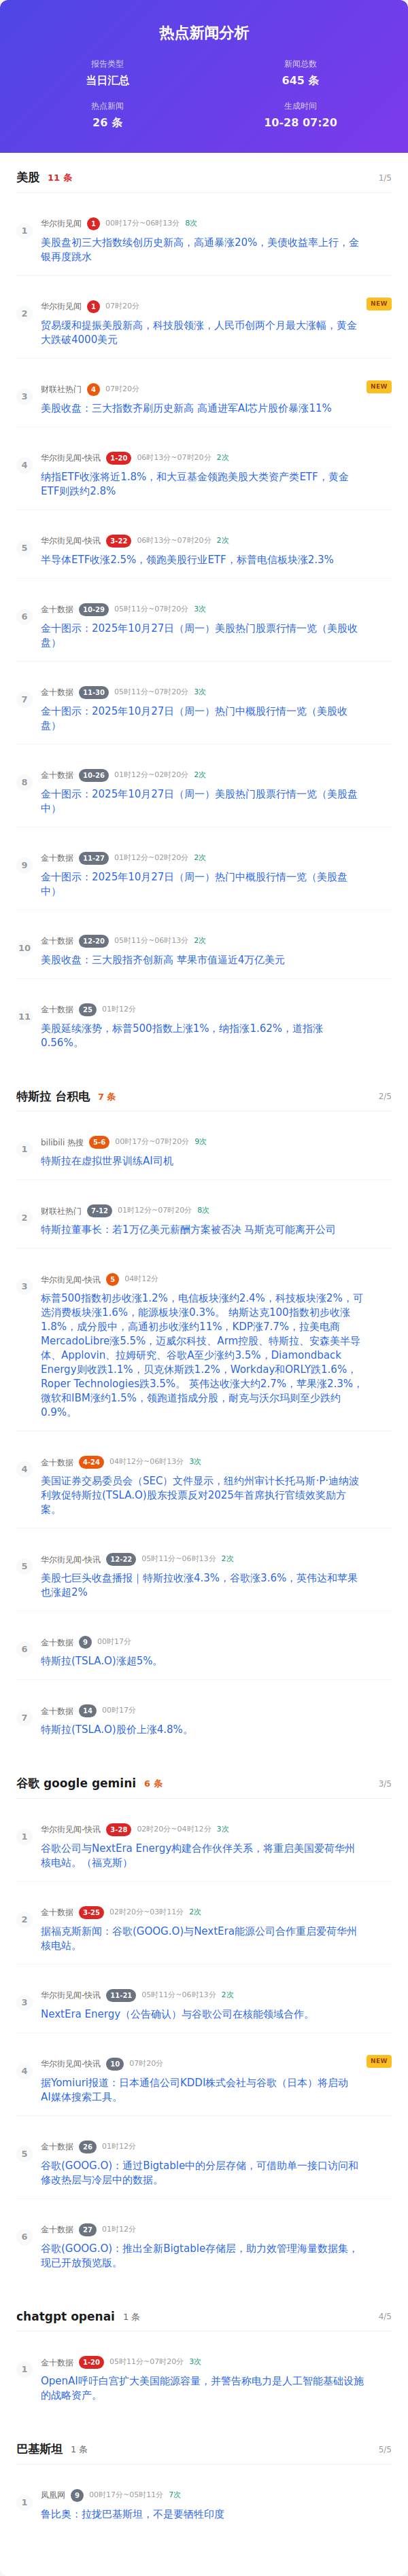 热点新闻分析
报告类型
新闻总数
当日汇总
645 条
热点新闻
生成时间
26 条
10-28 07:20
美股 11 条 1/5
1
华尔街见闻 1 00时17分~06时13分 8次
美股盘初三大指数续创历史新高，高通暴涨20%，美债收益率上行，金
银再度跳水
2
华尔街见闻 1 07时20分 NEW
贸易缓和提振美股新高，科技股领涨，人民币创两个月最大涨幅，黄金
大跌破4000美元
3
财联社热门 4 07时20分 NEW
美股收盘：三大指数齐刷历史新高 高通进军AI芯片股价暴涨11%
4
华尔街见闻-快讯 1-20 06时13分~07时20分 2次
纳指ETF收涨将近1.8%，和大豆基金领跑美股大类资产类ETF，黄金
ETF则跌约2.8%
5
华尔街见闻-快讯 3-22 06时13分~07时20分 2次
半导体ETF收涨2.5%，领跑美股行业ETF，标普电信板块涨2.3%
6
金十数据 10-29 05时11分~07时20分 3次
金十图示：2025年10月27日（周一）美股热门股票行情一览（美股收
盘）
7
金十数据 11-30 05时11分~07时20分 3次
金十图示：2025年10月27日（周一）热门中概股行情一览（美股收
盘）
8
金十数据 10-26 01时12分~02时20分 2次
金十图示：2025年10月27日（周一）美股热门股票行情一览（美股盘
中）
9
金十数据 11-27 01时12分~02时20分 2次
金十图示：2025年10月27日（周一）热门中概股行情一览（美股盘
中）
10
金十数据 12-20 05时11分~06时13分 2次
美股收盘：三大股指齐创新高 苹果市值逼近4万亿美元
11
金十数据 25 01时12分
美股延续涨势，标普500指数上涨1%，纳指涨1.62%，道指涨
0.56%。
特斯拉 台积电 7 条 2/5
1
bilibili 热搜 5-6 00时17分~07时20分 9次
特斯拉在虚拟世界训练AI司机
2
财联社热门 7-12 01时12分~07时20分 8次
特斯拉董事长：若1万亿美元薪酬方案被否决 马斯克可能离开公司
3
华尔街见闻-快讯 5 04时12分
标普500指数初步收涨1.2%，电信板块涨约2.4%，科技板块涨2%，可
选消费板块涨1.6%，能源板块涨0.3%。 纳斯达克100指数初步收涨
1.8%，成分股中，高通初步收涨约11%，KDP涨7.7%，拉美电商
MercadoLibre涨5.5%，迈威尔科技、Arm控股、特斯拉、安森美半导
体、Applovin、拉姆研究、谷歌A至少涨约3.5%，Diamondback
Energy则收跌1.1%，贝克休斯跌1.2%，Workday和ORLY跌1.6%，
Roper Technologies跌3.5%。 英伟达收涨大约2.7%，苹果涨2.3%，
微软和IBM涨约1.5%，领跑道指成分股，耐克与沃尔玛则至少跌约
0.9%。
4
金十数据 4-24 04时12分~06时13分 3次
美国证券交易委员会（SEC）文件显示，纽约州审计长托马斯·P·迪纳波
利敦促特斯拉(TSLA.O)股东投票反对2025年首席执行官绩效奖励方
案。
5
华尔街见闻-快讯 12-22 05时11分~06时13分 2次
美股七巨头收盘播报｜特斯拉收涨4.3%，谷歌涨3.6%，英伟达和苹果
也涨超2%
6
金十数据 9 00时17分
特斯拉(TSLA.O)涨超5%。
7
金十数据 14 00时17分
特斯拉(TSLA.O)股价上涨4.8%。
谷歌 google gemini 6 条 3/5
1
华尔街见闻-快讯 3-28 02时20分~04时12分 3次
谷歌公司与NextEra Energy构建合作伙伴关系，将重启美国爱荷华州
核电站。（福克斯）
2
金十数据 3-25 02时20分~03时11分 2次
据福克斯新闻：谷歌(GOOG.O)与NextEra能源公司合作重启爱荷华州
核电站。
3
华尔街见闻-快讯 11-21 05时11分~06时13分 2次
NextEra Energy（公告确认）与谷歌公司在核能领域合作。
4
华尔街见闻-快讯 10 07时20分 NEW
据Yomiuri报道：日本通信公司KDDI株式会社与谷歌（日本）将启动
AI媒体搜索工具。
5
金十数据 26 01时12分
谷歌(GOOG.O)：通过Bigtable中的分层存储，可借助单一接口访问和
修改热层与冷层中的数据。
6
金十数据 27 01时12分
谷歌(GOOG.O)：推出全新Bigtable存储层，助力效管理海量数据集，
现已开放预览版。
chatgpt openai 1 条 4/5
1
金十数据 1-20 05时11分~07时20分 3次
OpenAI呼吁白宫扩大美国能源容量，并警告称电力是人工智能基础设施
的战略资产。
巴基斯坦 1 条 5/5
1
凤凰网 9 00时17分~05时11分 7次
鲁比奥：拉拢巴基斯坦，不是要牺牲印度